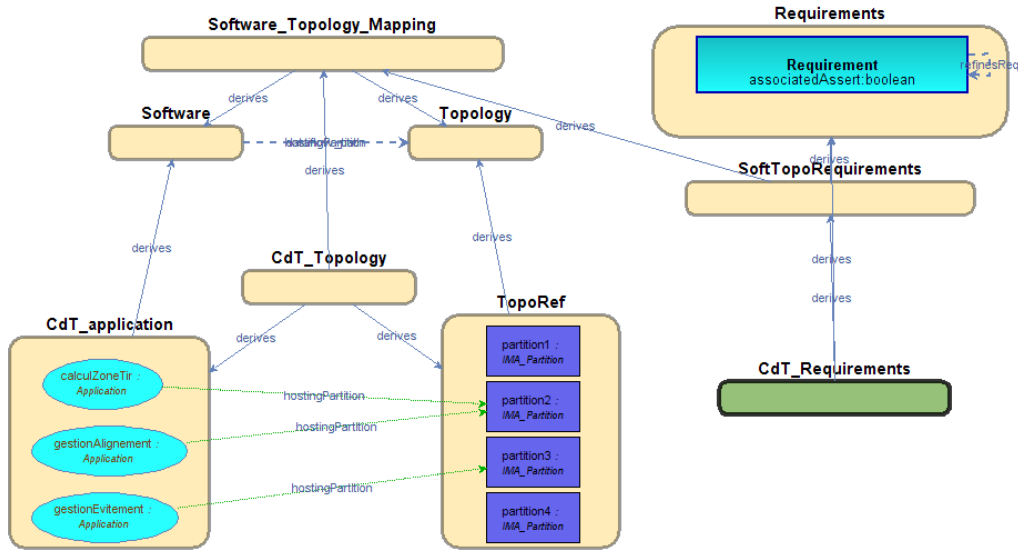 Software_Topology_Mapping
Requirements
Requirement
associatedAssert:boolean
refinesReq
derives
derives
Software
Topology
derives
derives
derives
SoftTopoRequirements
derives
derives
CdT_Topology
derives
derives
derives
TopoRef
CdT_application
derives
derives
CdT_Requirements
partition1 :
IMA_Partition
calculZoneTir :
Application
hostingPartition
partition2 :
IMA_Partition
gestionAlignement :
Application
hostingPartition
partition3 :
IMA_Partition
gestionEvitement :
Application
hostingPartition
partition4 :
IMA_Partition